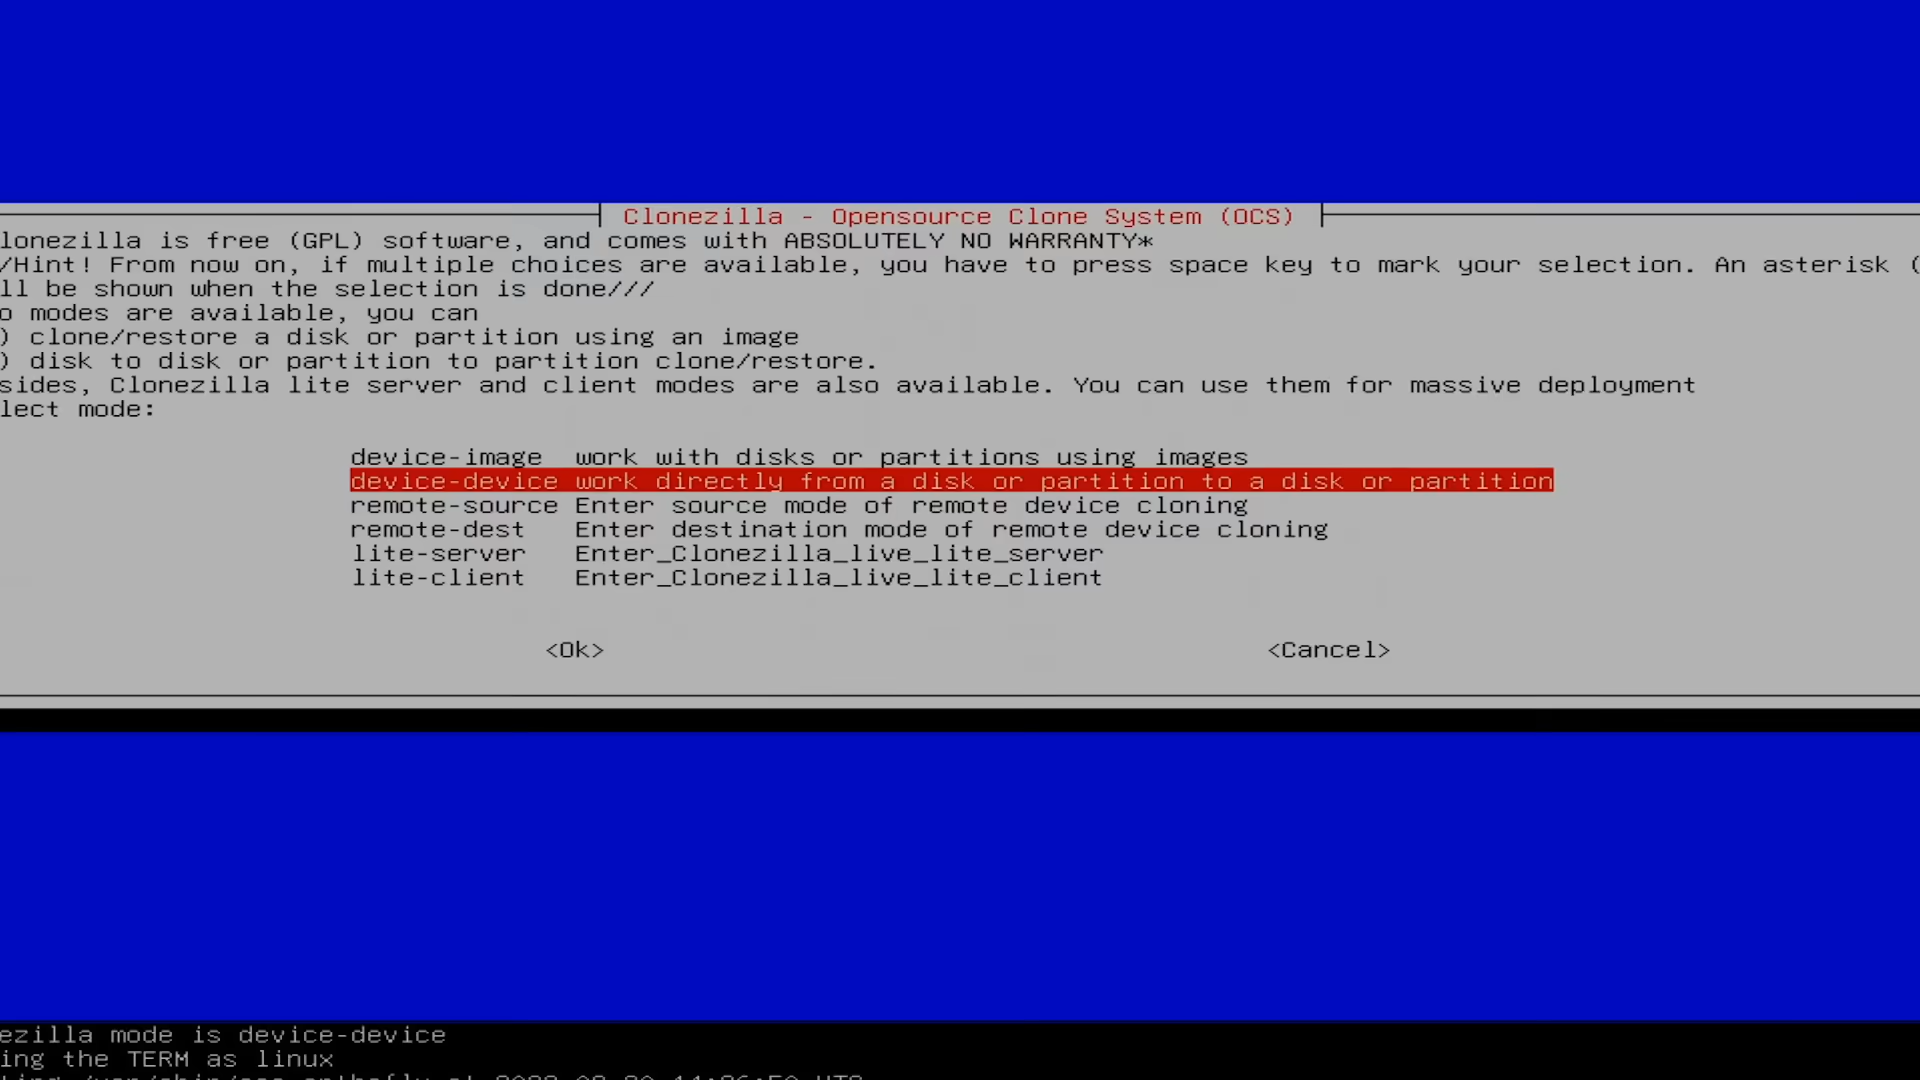 Clonezilla - Opensource Clone System (OCS)
lonezilla is free (GPL) software, and comes with ABSOLUTELY NO WARRANTY*
/Hint! From now on, if multiple choices are available, you have to press space key to mark your selection. An asterisk (
ll be shown when the selection is done///
o modes are available, you can
) clone/restore a disk or partition using an image
) disk to disk or partition to partition clone/restore.
sides, Clonezilla lite server and client modes are also available. You can use them for massive deployment
lect mode:
device-image work with disks or partitions using images
device-device work directly from a disk or partition to a disk or partition
remote-source Enter source mode of remote device cloning
remote-dest Enter destination mode of remote device cloning
lite-server Enter_Clonezilla_live_lite_server
lite-client Enter_Clonezilla_live_lite_client
<Ok> <Cancel>
ezilla mode is device-device
ing the TERM as linux